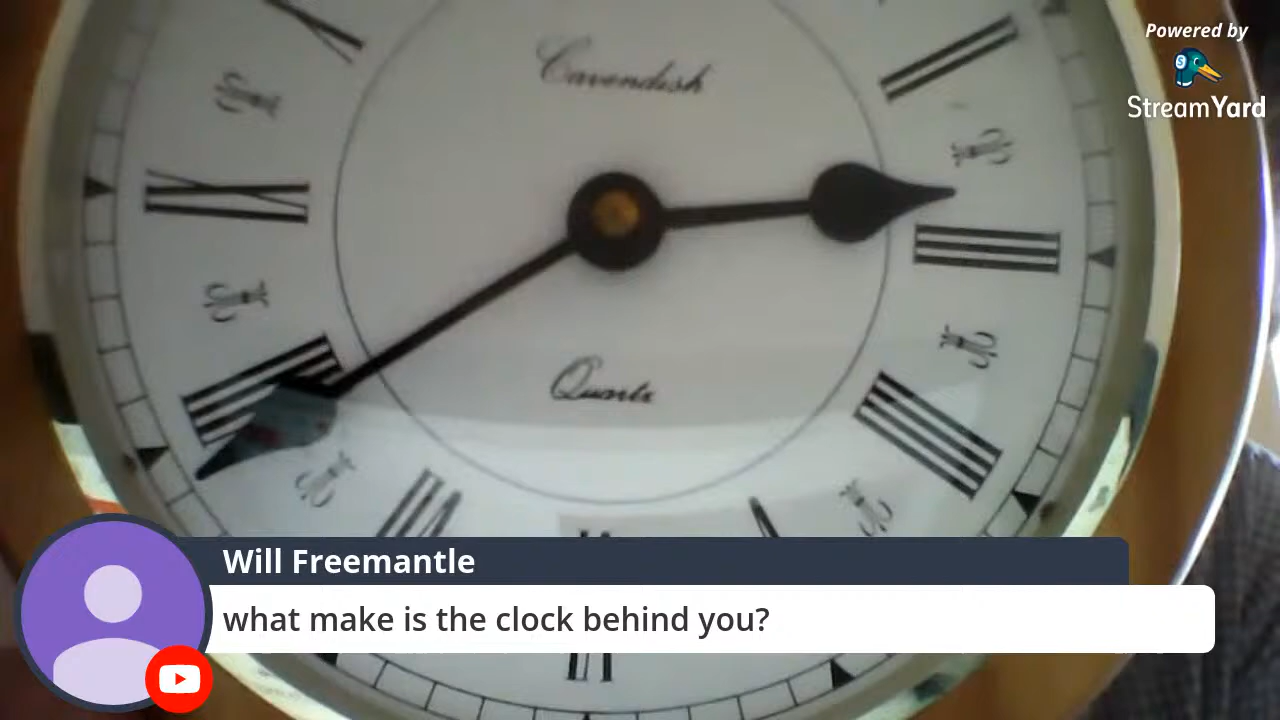 Powered by
StreamYard
Cavendish
Quartz
Will Freemantle
what make is the clock behind you?